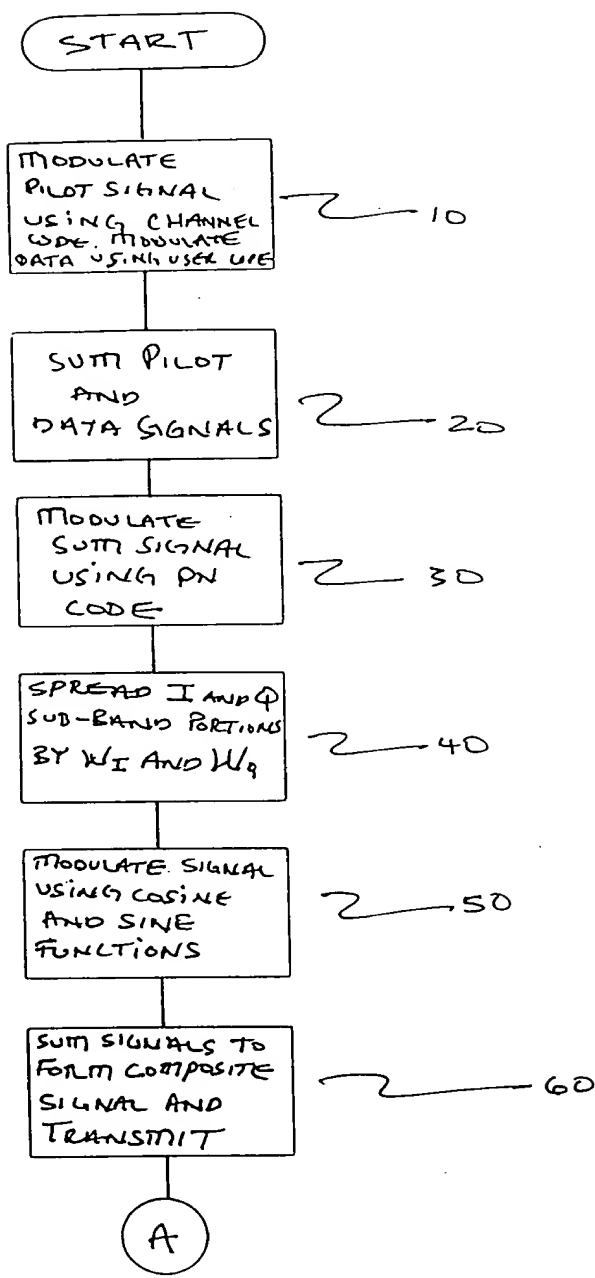 START
MODULATE
PILOT SIGNAL
USING CHANNEL
CODE. MODULATE
DATA USING USER CODE
10
SUM PILOT
AND
DATA SIGNALS
20
MODULATE
SUM SIGNAL
USING PN
CODE
30
SPREAD I AND Q
SUB-BAND PORTIONS
BY WI AND WQ
40
MODULATE SIGNAL
USING COSINE
AND SINE
FUNCTIONS
50
SUM SIGNALS TO
FORM COMPOSITE
SIGNAL AND
TRANSMIT
60
A